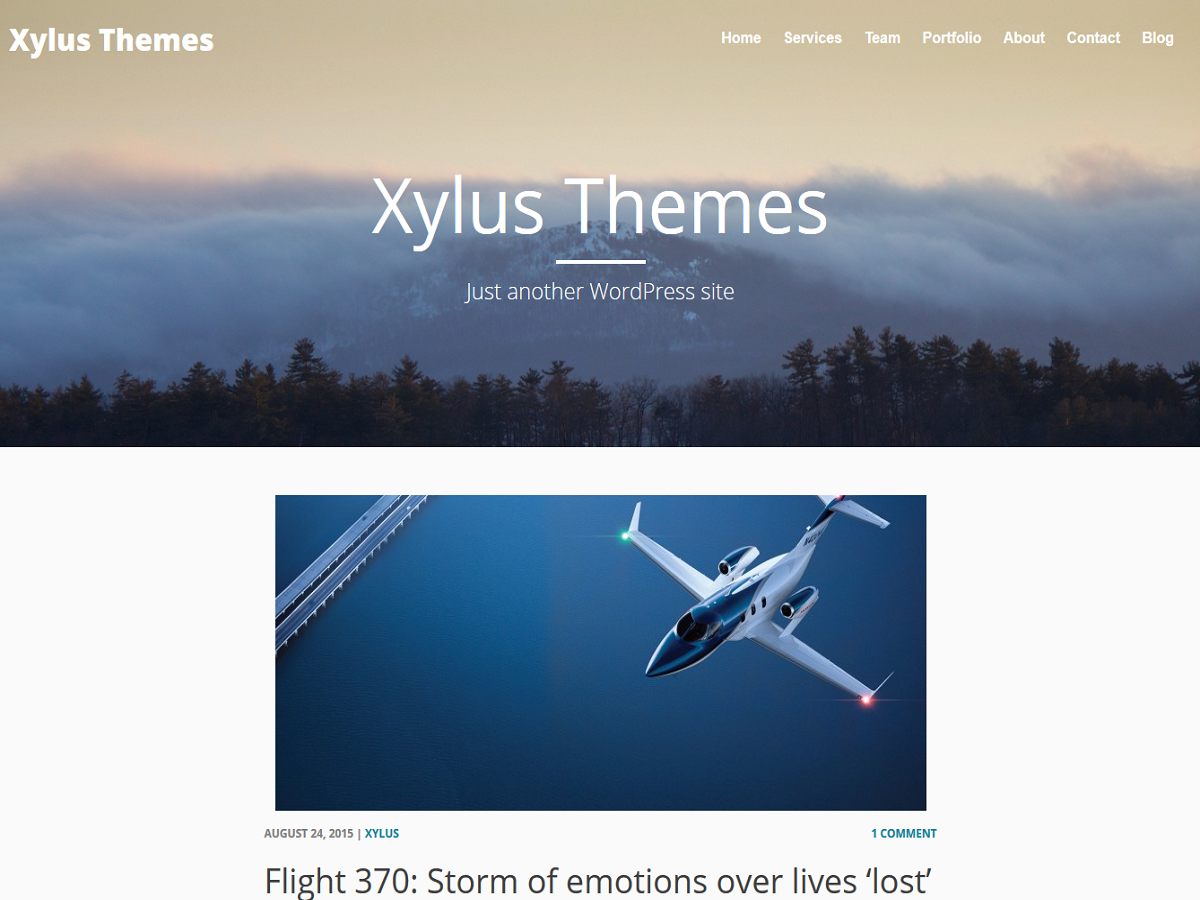 Xylus Themes
Home Services Team Portfolio About Contact Blog
Xylus Themes
Just another WordPress site
AUGUST 24, 2015 | XYLUS 1 COMMENT
Flight 370: Storm of emotions over lives ‘lost’